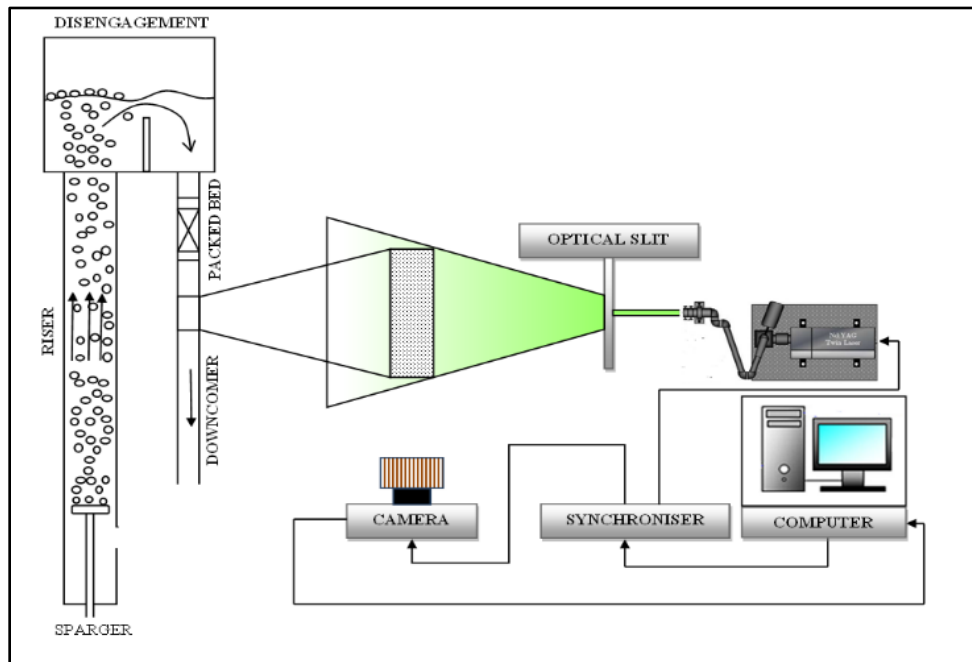 DISENGAGEMENT
PACKED BED
OPTICAL SLIT
RISER
Nd:YAG
Twin Laser
DOWNCOMER
CAMERA
SYNCHRONISER
COMPUTER
SPARGER